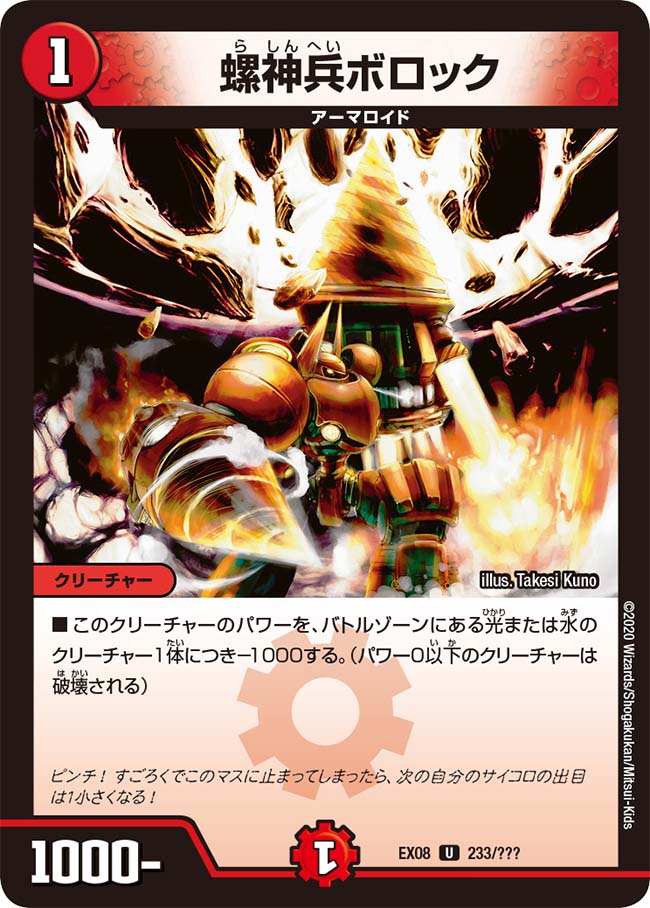 1
らしんへい
螺神兵ボロック
アーマロイド
クリーチャー
illus. Takesi Kuno
■このクリーチャーのパワーを、バトルゾーンにある光または水の
ひかり みず
クリーチャー1体につき−1000する。(パワー0以下のクリーチャーは
たい いか
破壊される)
はかい
ピンチ! すごろくでこのマスに止まってしまったら、次の自分のサイコロの出目
は1小さくなる!
©2020 Wizards/Shogakukan/Mitsui-Kids
1000-
1
EX08 U 233/???